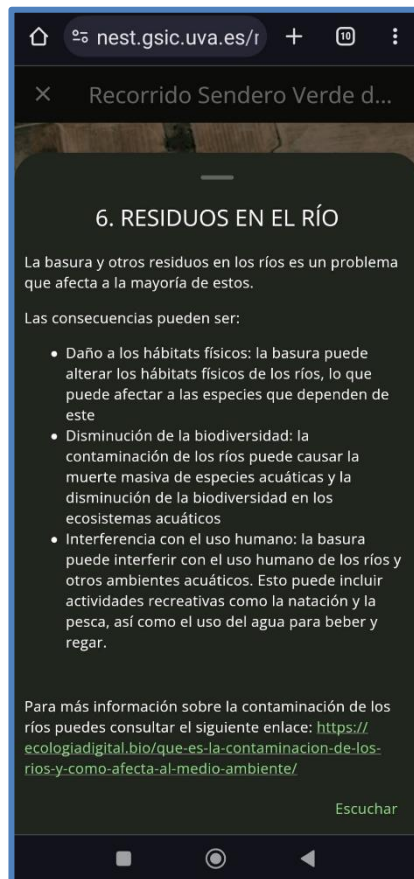 nest.gsic.uva.es/r
10
Recorrido Sendero Verde d...
6. RESIDUOS EN EL RÍO
La basura y otros residuos en los ríos es un problema
que afecta a la mayoría de estos.
Las consecuencias pueden ser:
• Daño a los hábitats físicos: la basura puede
alterar los hábitats físicos de los ríos, lo que
puede afectar a las especies que dependen de
este
• Disminución de la biodiversidad: la
contaminación de los ríos puede causar la
muerte masiva de especies acuáticas y la
disminución de la biodiversidad en los
ecosistemas acuáticos
• Interferencia con el uso humano: la basura
puede interferir con el uso humano de los ríos y
otros ambientes acuáticos. Esto puede incluir
actividades recreativas como la natación y la
pesca, así como el uso del agua para beber y
regar.
Para más información sobre la contaminación de los
ríos puedes consultar el siguiente enlace: https://
ecologiadigital.bio/que-es-la-contaminacion-de-los-
rios-y-como-afecta-al-medio-ambiente/
Escuchar